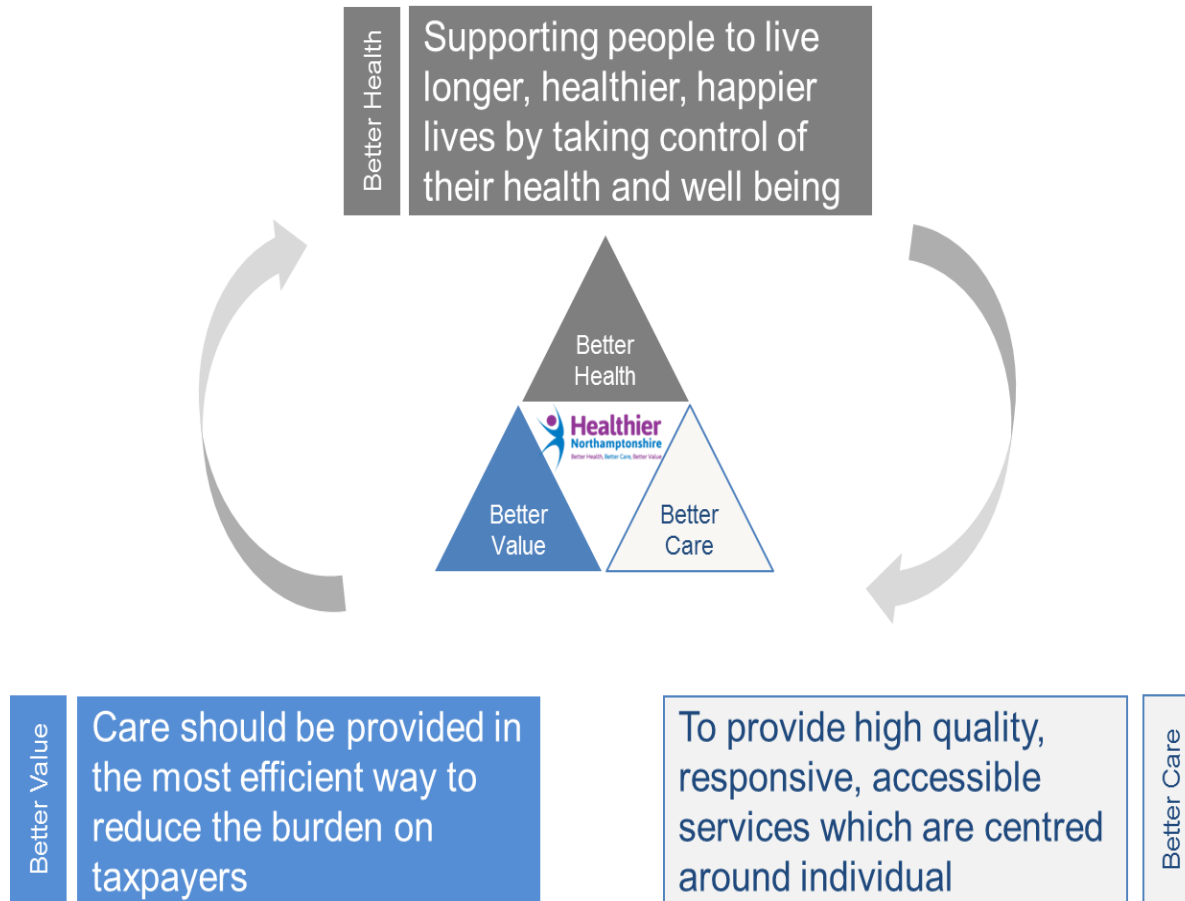 Better Health
Supporting people to live
longer, healthier, happier
lives by taking control of
their health and well being
Better
Health
Healthier
Northamptonshire
Better Health, Better Care, Better Value
Better
Value
Better
Care
Better Value
Care should be provided in
the most efficient way to
reduce the burden on
taxpayers
To provide high quality,
responsive, accessible
services which are centred
around individual
Better Care